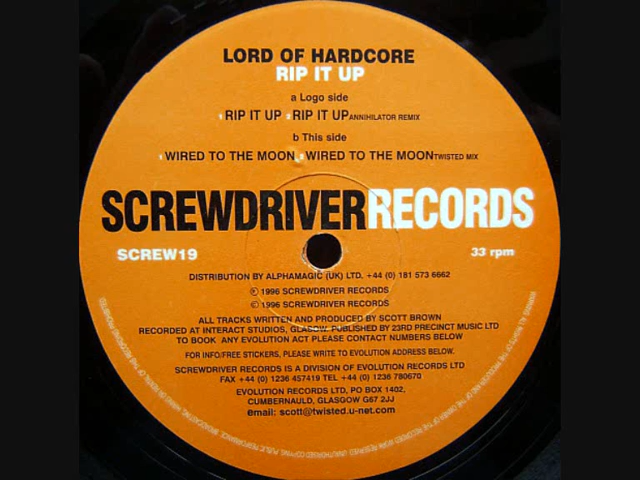 LORD OF HARDCORE
RIP IT UP
a Logo side
1 RIP IT UP 2 RIP IT UP ANNIHILATOR REMIX
b This side
1 WIRED TO THE MOON 2 WIRED TO THE MOON TWISTED MIX
SCREWDRIVERRECORDS
SCREW19
33 rpm
DISTRIBUTION BY ALPHAMAGIC (UK) LTD. +44 (0) 181 573 6662
℗ 1996 SCREWDRIVER RECORDS
© 1996 SCREWDRIVER RECORDS
ALL TRACKS WRITTEN AND PRODUCED BY SCOTT BROWN
RECORDED AT INTERACT STUDIOS, GLASOW. PUBLISHED BY 23RD PRECINCT MUSIC LTD
TO BOOK ANY EVOLUTION ACT PLEASE CONTACT NUMBERS BELOW
FOR INFO/FREE STICKERS, PLEASE WRITE TO EVOLUTION ADDRESS BELOW.
SCREWDRIVER RECORDS IS A DIVISION OF EVOLUTION RECORDS LTD
FAX +44 (0) 1236 457419 TEL +44 (0) 1236 780670
EVOLUTION RECORDS LTD, PO BOX 1402,
CUMBERNAULD, GLASGOW G67 2JJ
email: scott@twisted.u-net.com